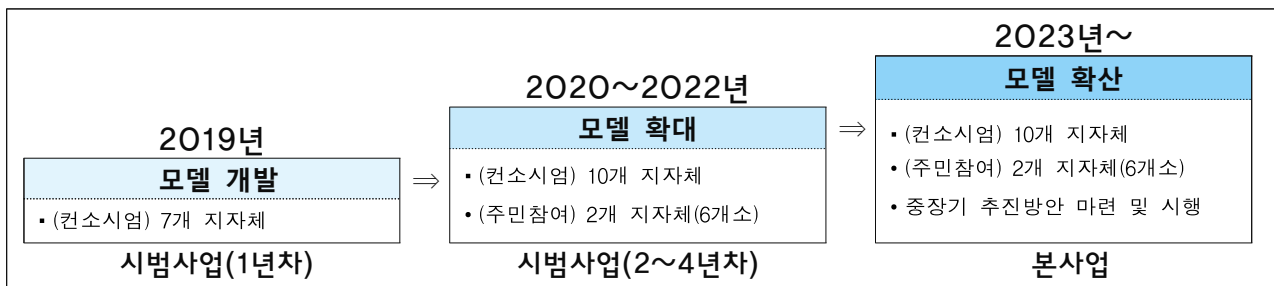 2019년
모델 개발
▪ (컨소시엄) 7개 지자체
시범사업(1년차)
⇒
2020～2022년
모델 확대
▪ (컨소시엄) 10개 지자체
▪ (주민참여) 2개 지자체(6개소)
시범사업(2～4년차)
⇒
2023년～
모델 확산
▪ (컨소시엄) 10개 지자체
• (주민참여) 2개 지자체(6개소)
• 중장기 추진방안 마련 및 시행
본사업